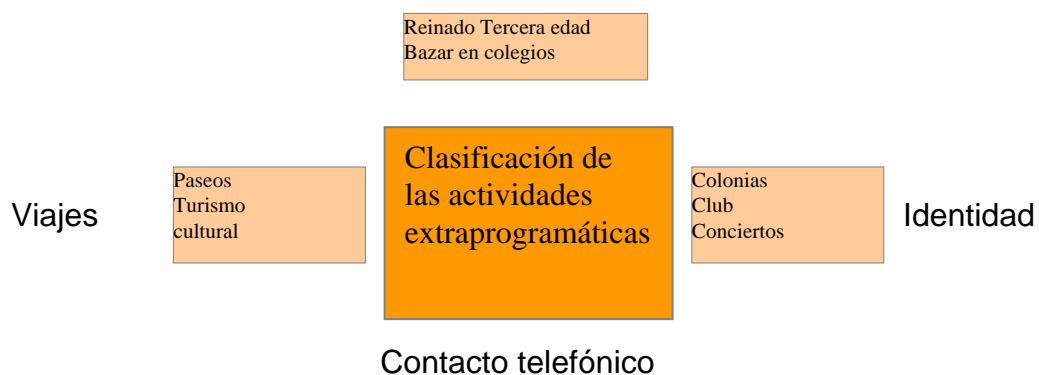 Reinado Tercera edad
Bazar en colegios
Clasificación de
las actividades
extraprogramáticas
Viajes
Paseos
Turismo
cultural
Colonias
Club
Conciertos
Identidad
Contacto telefónico